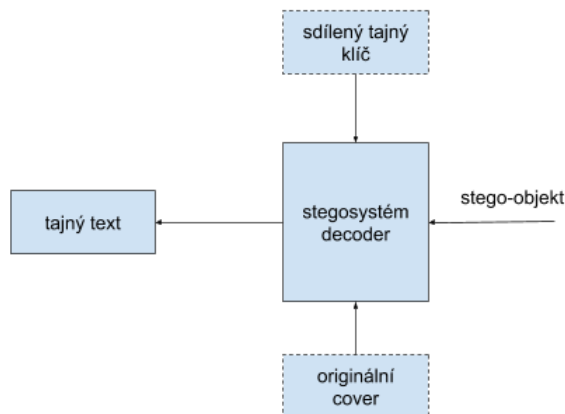 sdílený tajný
klíč
stego-objekt
stegosystém
decoder
tajný text
originální
cover